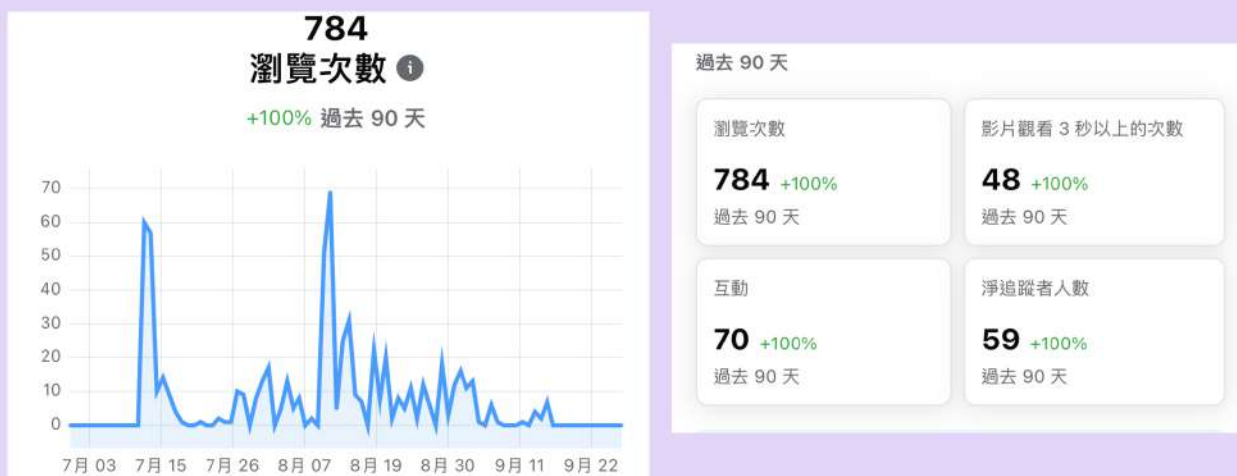 784
瀏覽次數
+100% 過去 90 天
70
60
50
40
30
20
10
0
7月 03 7月 15 7月 26 8月 07 8月 19 8月 30 9月 11 9月 22
過去 90 天
瀏覽次數
784 +100%
過去 90 天
影片觀看 3 秒以上的次數
48 +100%
過去 90 天
互動
70 +100%
過去 90 天
淨追蹤者人數
59 +100%
過去 90 天